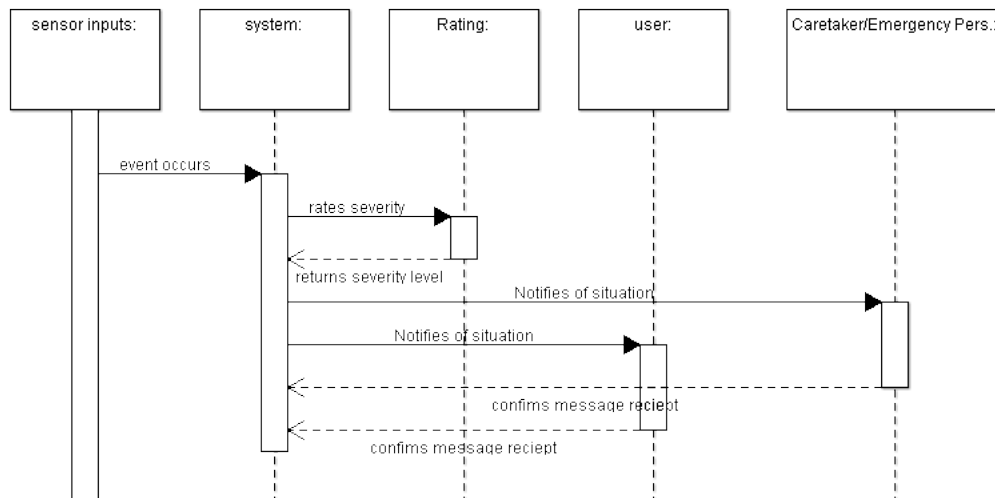 sensor inputs:
system:
Rating:
user:
Caretaker/Emergency Pers.:
event occurs
rates severity
returns severity level
Notifies of situation
Notifies of situation
confims message reciept
confims message reciept